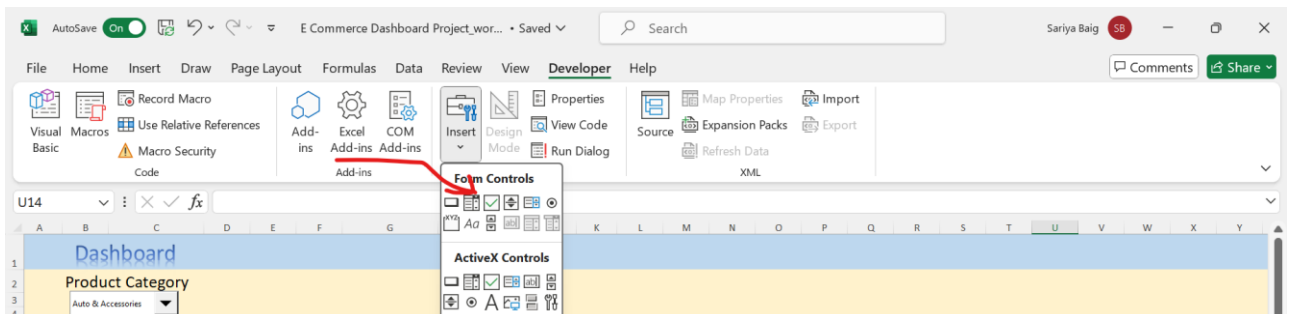 AutoSave On E Commerce Dashboard Project_wor... • Saved Search Sariya Baig SB
File Home Insert Draw Page Layout Formulas Data Review View Developer Help Comments Share
Visual Basic
Macros
Record Macro
Use Relative References
Macro Security
Code
Add-ins
Excel Add-ins
COM Add-ins
Add-ins
Insert
Design Mode
Properties
View Code
Run Dialog
Source
Map Properties
Expansion Packs
Refresh Data
Import
Export
XML
Form Controls
XYZ Aa ab
ActiveX Controls
ab
A
U14 fx
A B C D E F G K L M N O P Q R S T U V W X Y
1 Dashboard
2 Product Category
3 Auto & Accessories